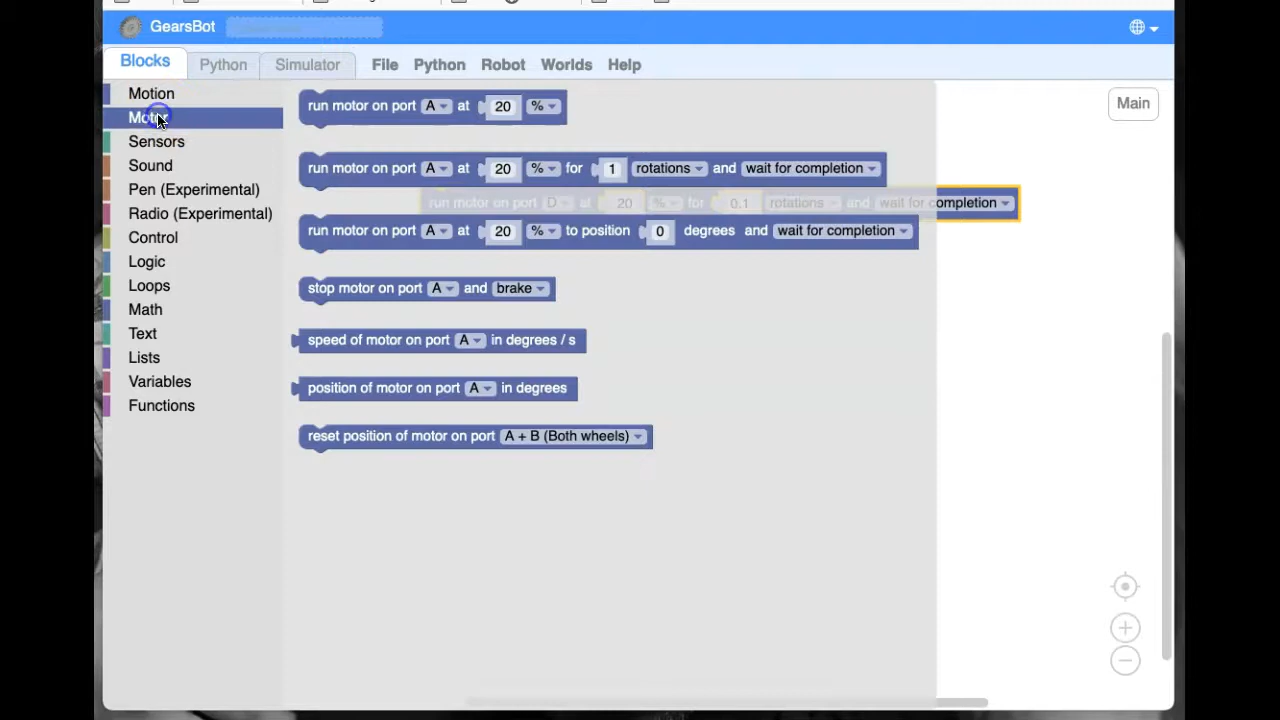 GearsBot
Blocks Python Simulator File Python Robot Worlds Help
Motion
Motor
Sensors
Sound
Pen (Experimental)
Radio (Experimental)
Control
Logic
Loops
Math
Text
Lists
Variables
Functions
run motor on port A at 20 %
run motor on port A at 20 % for 1 rotations and wait for completion
run motor on port D at 20 % for 0.1 rotations and wait for completion
run motor on port A at 20 % to position 0 degrees and wait for completion
stop motor on port A and brake
speed of motor on port A in degrees / s
position of motor on port A in degrees
reset position of motor on port A + B (Both wheels)
Main